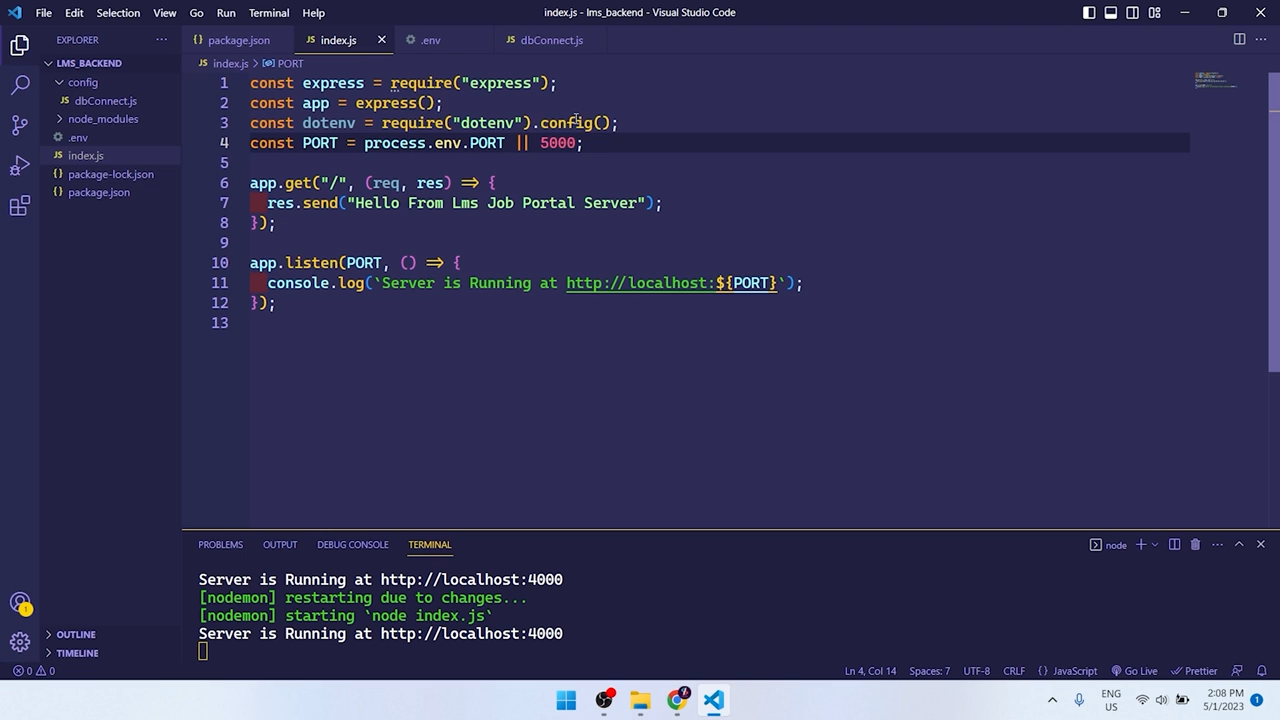 File Edit Selection View Go Run Terminal Help
index.js - lms_backend - Visual Studio Code
EXPLORER
LMS_BACKEND
config
dbConnect.js
node_modules
.env
index.js
package-lock.json
package.json
OUTLINE
TIMELINE
package.json index.js .env dbConnect.js
index.js > PORT
1 const express = require("express");
2 const app = express();
3 const dotenv = require("dotenv").config();
4 const PORT = process.env.PORT || 5000;
5
6 app.get("/", (req, res) => {
7 res.send("Hello From Lms Job Portal Server");
8 });
9
10 app.listen(PORT, () => {
11 console.log(`Server is Running at http://localhost:${PORT}`);
12 });
13
PROBLEMS OUTPUT DEBUG CONSOLE TERMINAL
node
Server is Running at http://localhost:4000
[nodemon] restarting due to changes...
[nodemon] starting `node index.js`
Server is Running at http://localhost:4000
0 0
Ln 4, Col 14 Spaces: 7 UTF-8 CRLF {} JavaScript Go Live Prettier
ENG
US
2:08 PM
5/1/2023
1